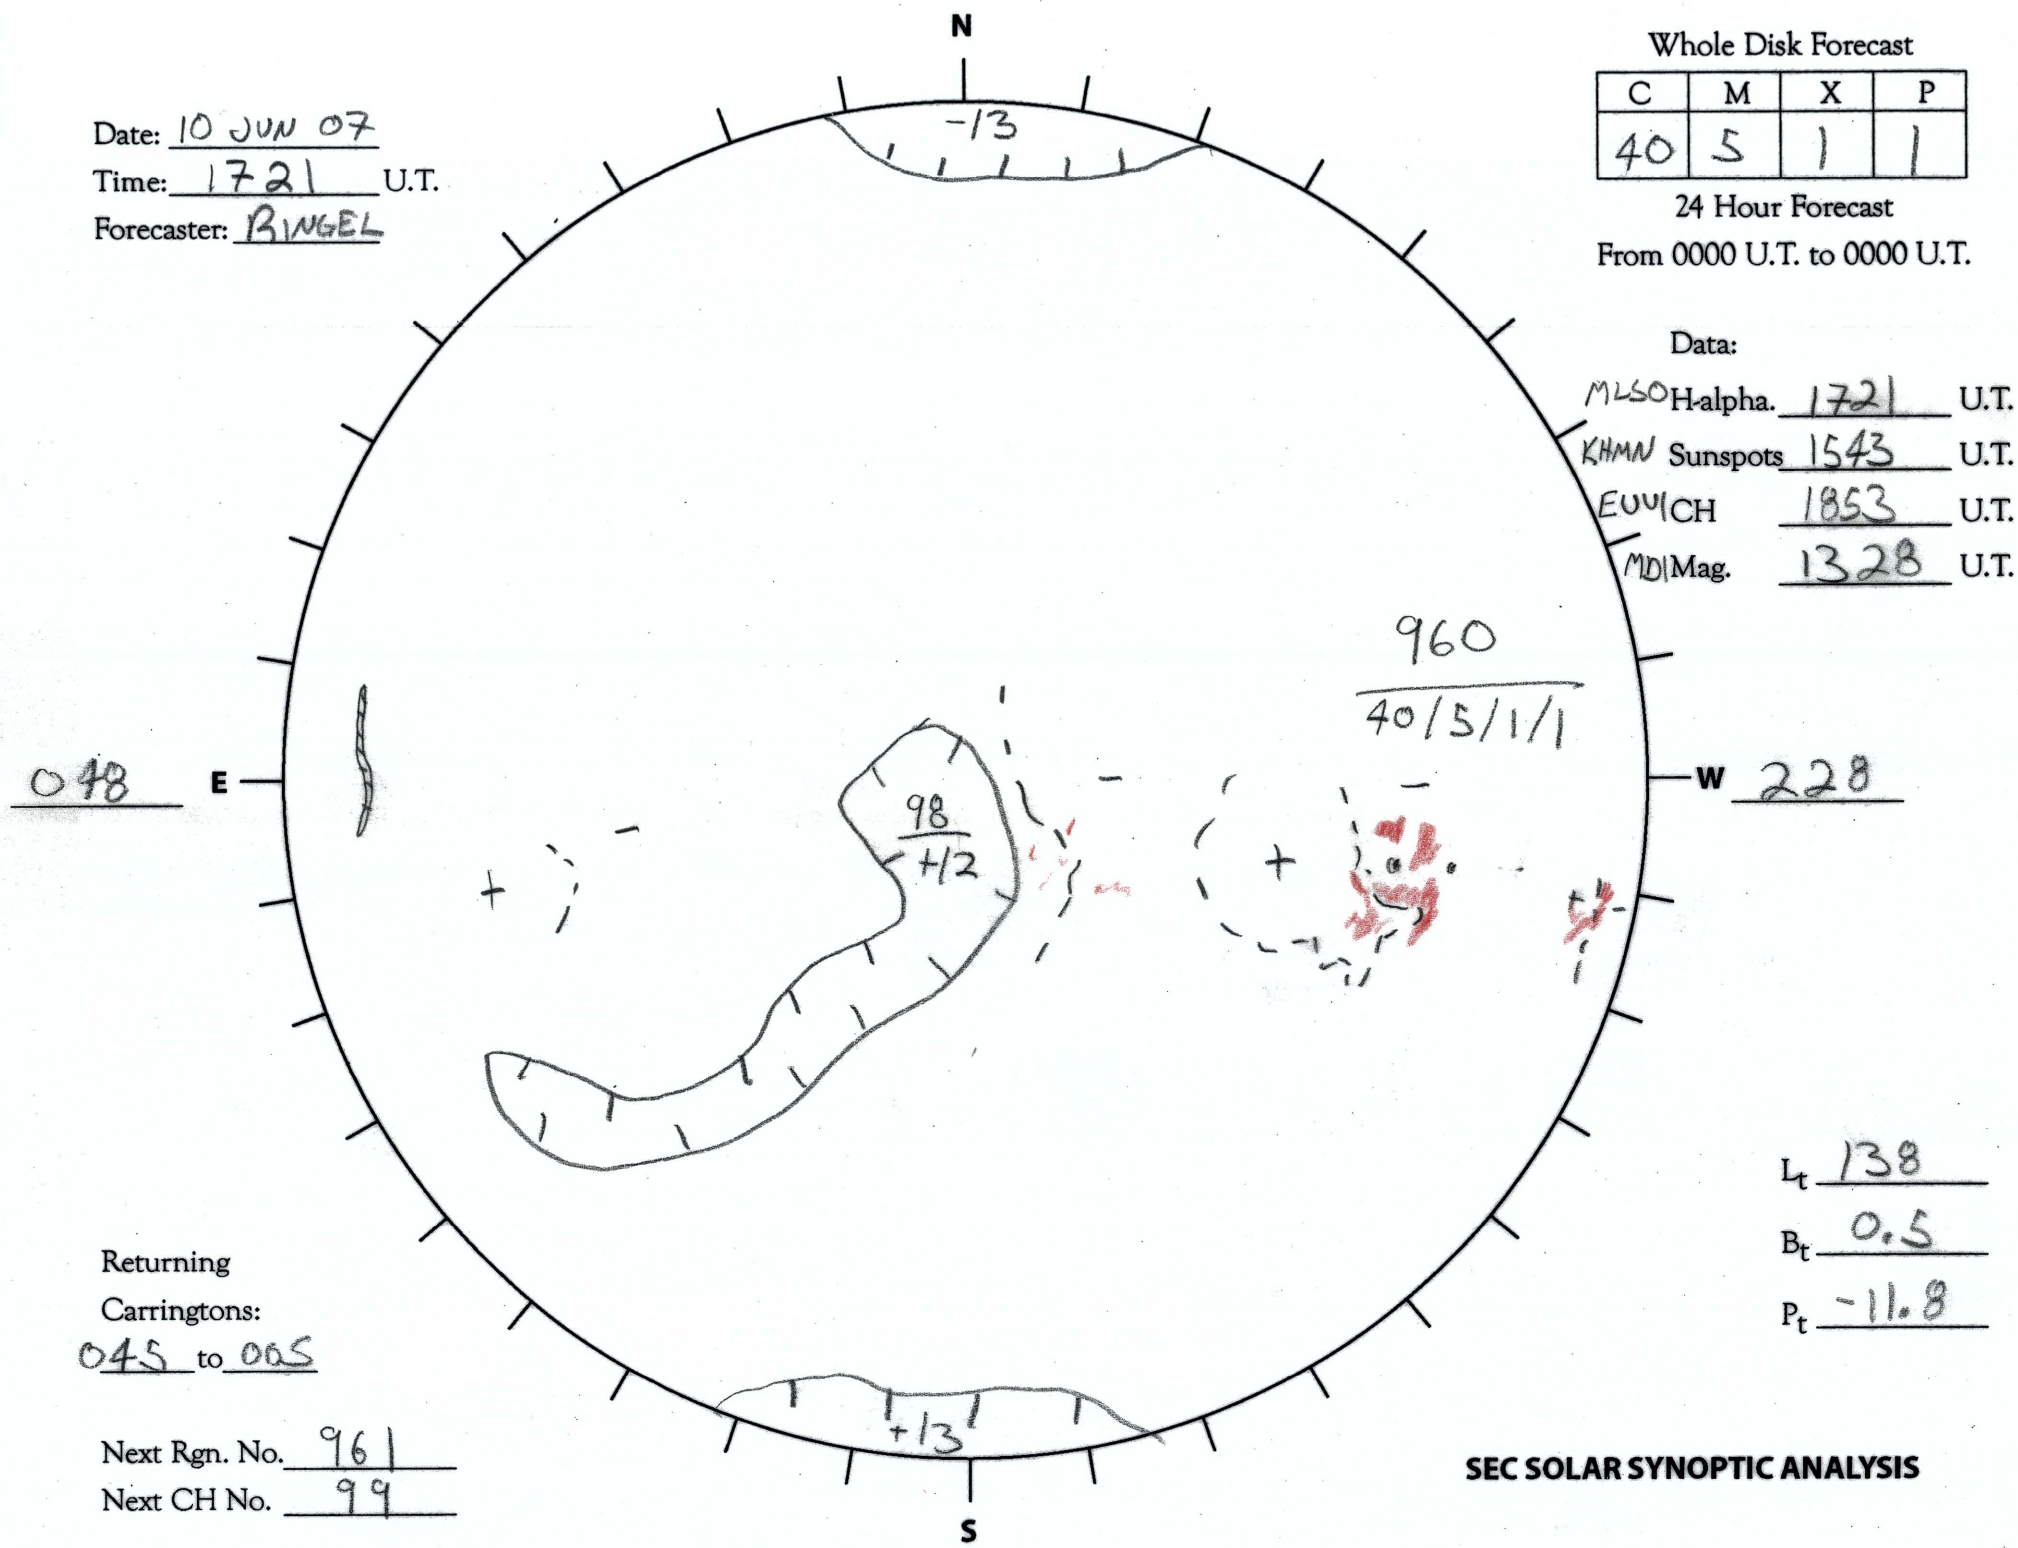 N
Date: 10 JUN 07
Time: 1721 U.T.
Forecaster: RINGEL
Whole Disk Forecast
C M X P
40 5 1 1
24 Hour Forecast
From 0000 U.T. to 0000 U.T.
-13
Data:
MLSO H-alpha. 1721 U.T.
KHMN Sunspots 1543 U.T.
EUVI CH 1853 U.T.
MDI Mag. 1328 U.T.
960
40/5/1/1
048 E
W 228
98
+12
- - - + + + -
Lt 138
Bt 0.5
Pt -11.8
Returning
Carringtons:
045 to 005
+13
Next Rgn. No. 961
Next CH No. 99
SEC SOLAR SYNOPTIC ANALYSIS
S